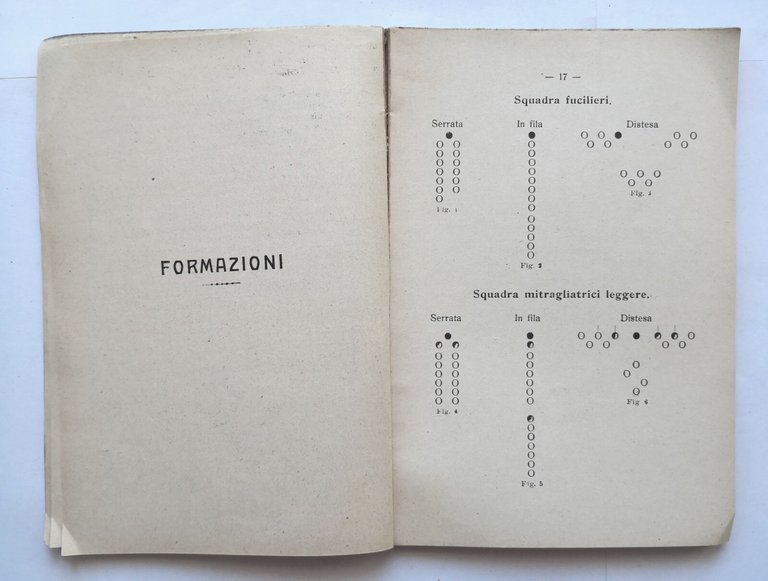 FORMAZIONI
— 17 —
Squadra fucilieri.
Serrata In fila Distesa
Fig. 1
Fig. 2
Fig. 3
Squadra mitragliatrici leggere.
Serrata In fila Distesa
Fig. 4
Fig. 5
Fig 6